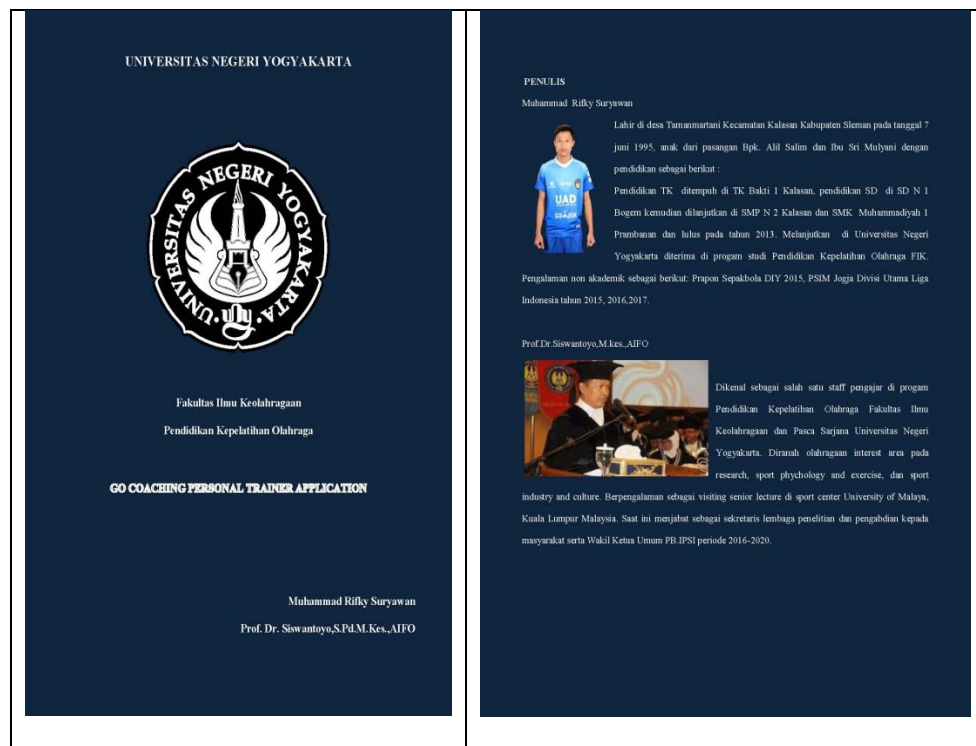 UNIVERSITAS NEGERI YOGYAKARTA
UNIVERSITAS NEGERI YOGYAKARTA
Fakultas Ilmu Keolahragaan
Pendidikan Kepelatihan Olahraga
GO COACHING PERSONAL TRAINER APPLICATION
Muhammad Rifky Suryawan
Prof. Dr. Siswantoyo,S.Pd.M.Kes.,AIFO
PENULIS
Muhammad Rifky Suryawan
Lahir di desa Tamanmartani Kecamatan Kalasan Kabupaten Sleman pada tanggal 7
juni 1995, anak dari pasangan Bpk. Alil Salim dan Ibu Sri Mulyani dengan
pendidikan sebagai berikut :
Pendidikan TK ditempuh di TK Bakti 1 Kalasan, pendidikan SD di SD N 1
Bogem kemudian dilanjutkan di SMP N 2 Kalasan dan SMK Muhammadiyah 1
Prambanan dan lulus pada tahun 2013. Melanjutkan di Universitas Negeri
Yogyakarta diterima di progam studi Pendidikan Kepelatihan Olahraga FIK.
Pengalaman non akademik sebagai berikut: Prapon Sepakbola DIY 2015, PSIM Jogja Divisi Utama Liga
Indonesia tahun 2015, 2016,2017.
UAD
Prof.Dr.Siswantoyo,M.kes.,AIFO
Dikenal sebagai salah satu staff pengajar di progam
Pendidikan Kepelatihan Olahraga Fakultas Ilmu
Keolahragaan dan Pasca Sarjana Universitas Negeri
Yogyakarta. Diranah olahragaan interest area pada
research, sport phychology and exercise, dan sport
industry and culture. Berpengalaman sebagai visiting senior lecture di sport center University of Malaya,
Kuala Lumpur Malaysia. Saat ini menjabat sebagai sekretaris lembaga penelitian dan pengabdian kepada
masyarakat serta Wakil Ketua Umum PB.IPSI periode 2016-2020.